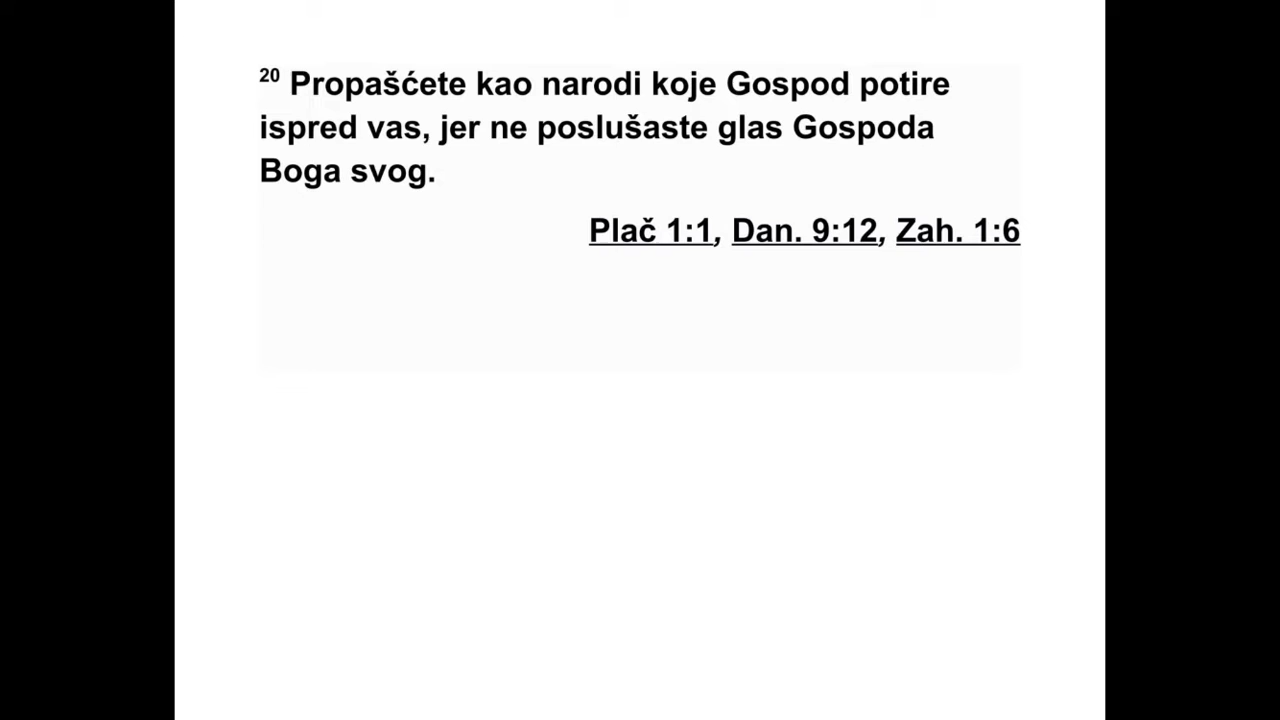 20 Propašćete kao narodi koje Gospod potire
ispred vas, jer ne poslušaste glas Gospoda
Boga svog.
Plač 1:1, Dan. 9:12, Zah. 1:6